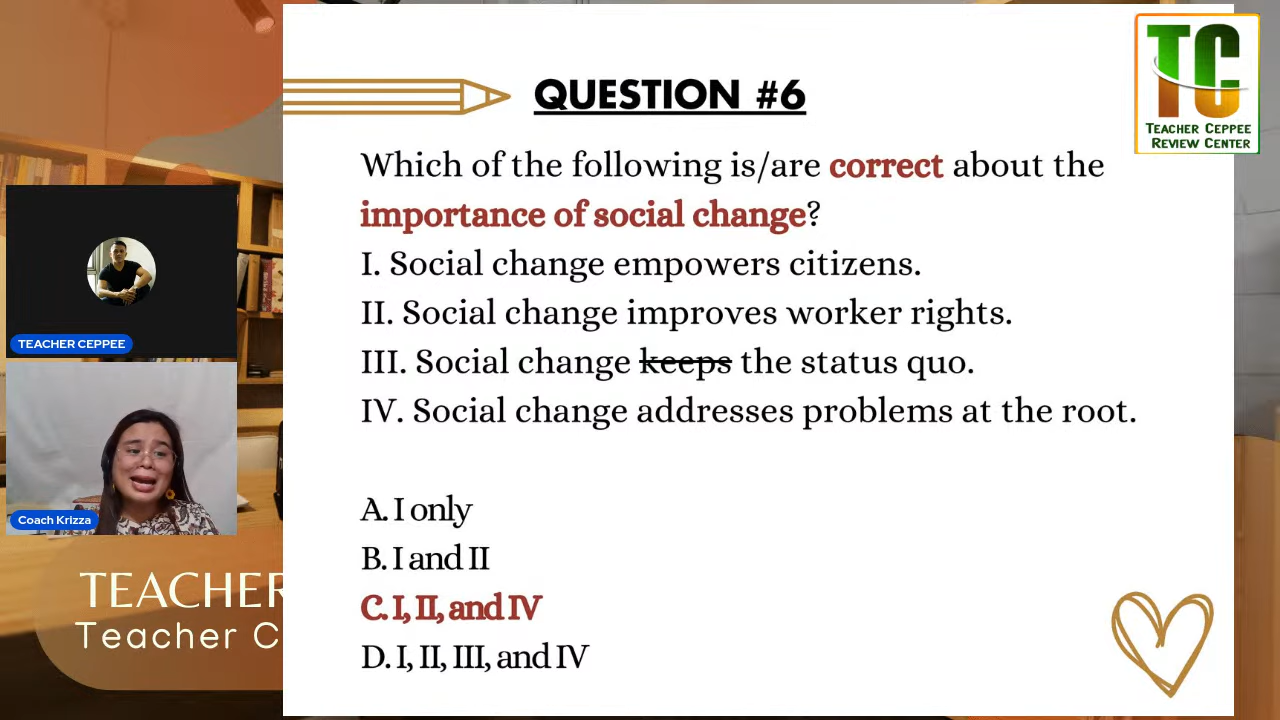 QUESTION #6
TC
TEACHER CEPPEE
REVIEW CENTER
Which of the following is/are correct about the
importance of social change?
I. Social change empowers citizens.
II. Social change improves worker rights.
III. Social change keeps the status quo.
IV. Social change addresses problems at the root.
A. I only
B. I and II
C. I, II, and IV
D. I, II, III, and IV
TEACHER CEPPEE
Coach Krizza
TEACHER
Teacher C